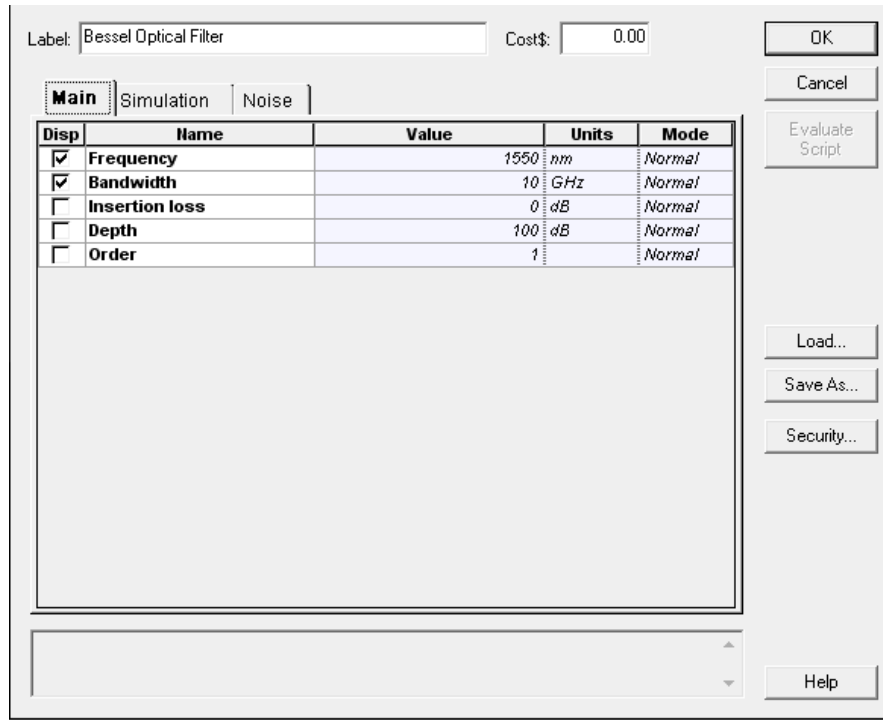 Label: Bessel Optical Filter Cost$: 0.00 OK
Cancel
Main Simulation Noise
Evaluate Script
Disp Name Value Units Mode
Frequency 1550 nm Normal
Bandwidth 10 GHz Normal
Insertion loss 0 dB Normal
Depth 100 dB Normal
Order 1 Normal
Load...
Save As...
Security...
Help